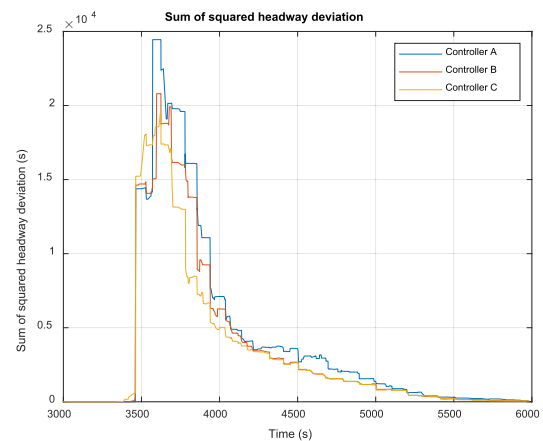 Sum of squared headway deviation
× 10^4
2.5
2
1.5
1
0.5
0
3000 3500 4000 4500 5000 5500 6000
Time (s)
Sum of squared headway deviation (s)
Controller A
Controller B
Controller C